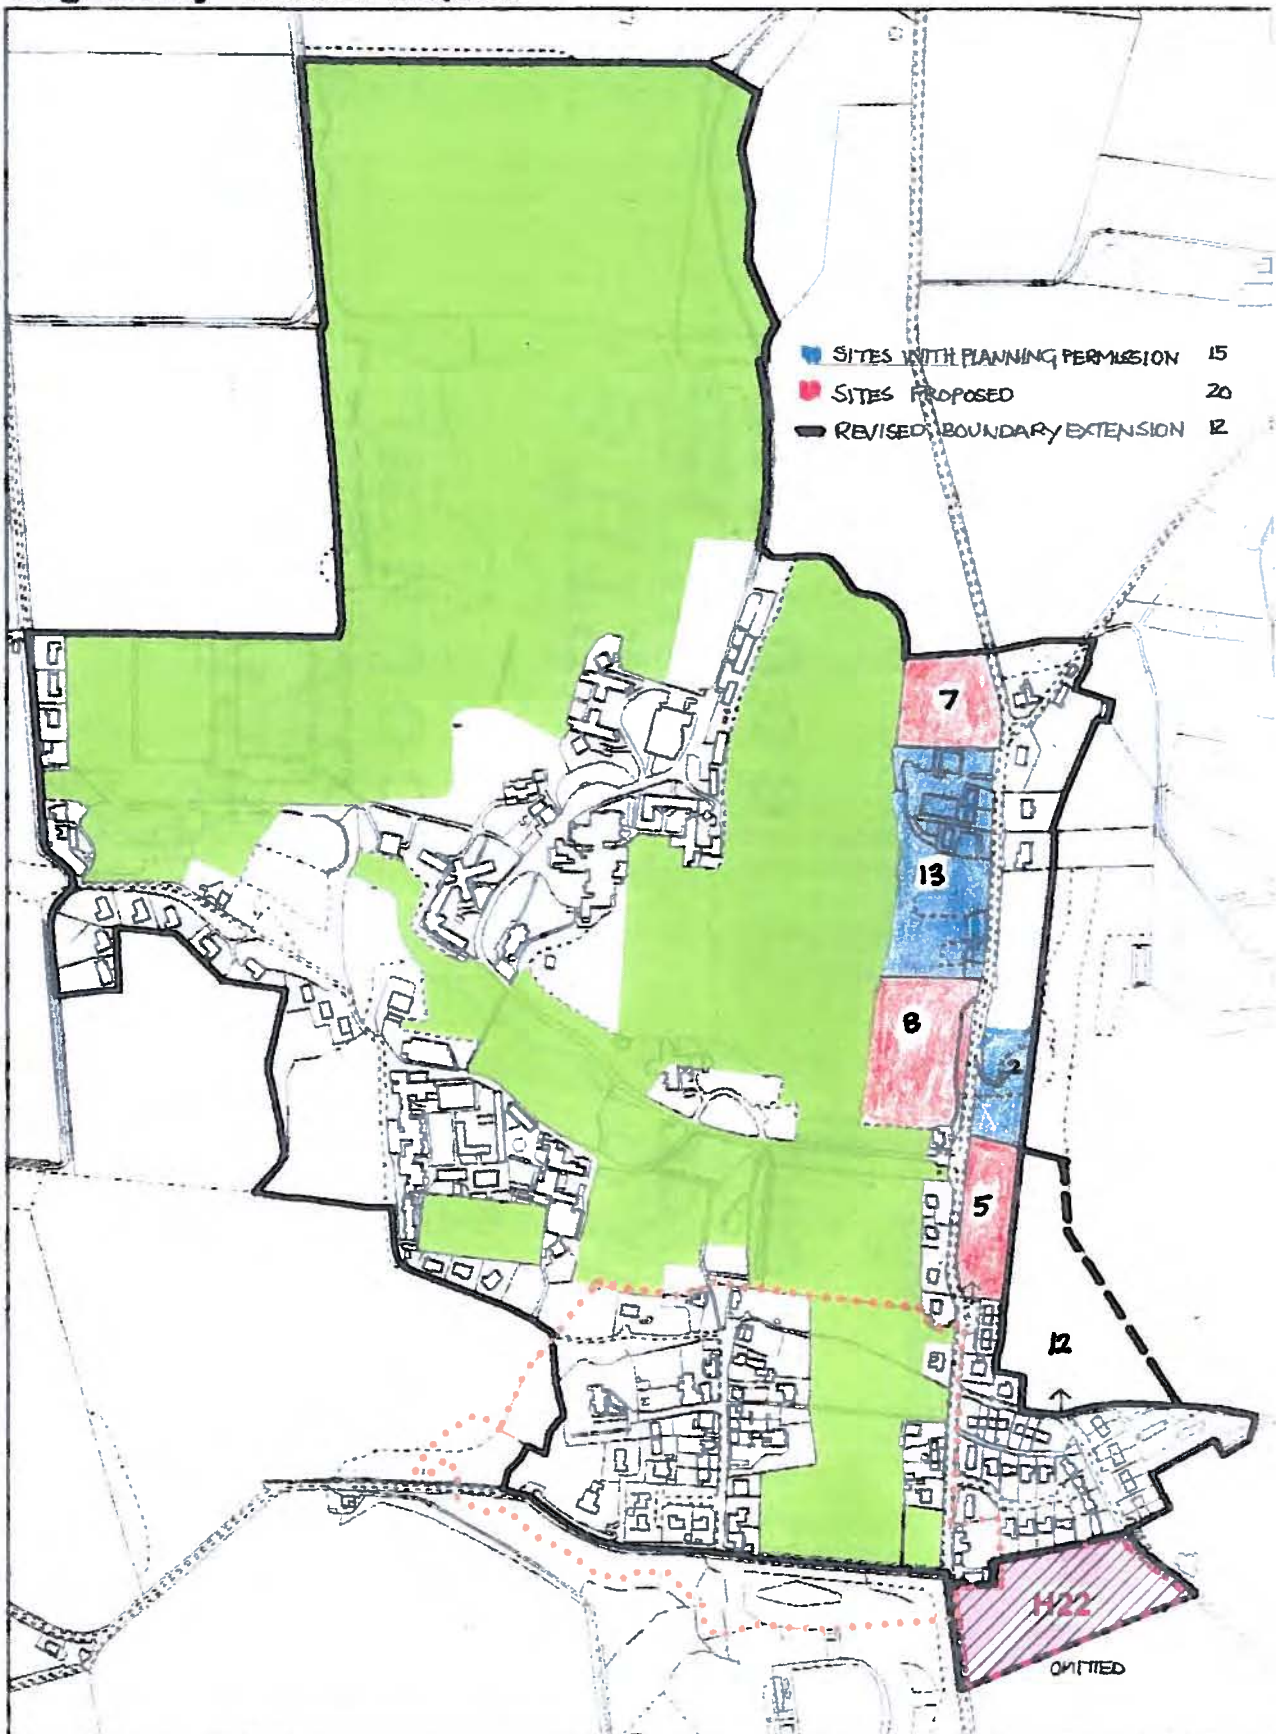 SITES WITH PLANNING PERMISSION 15
SITES PROPOSED 20
REVISED BOUNDARY EXTENSION 12
7
13
8
2
5
12
H22
OMITTED